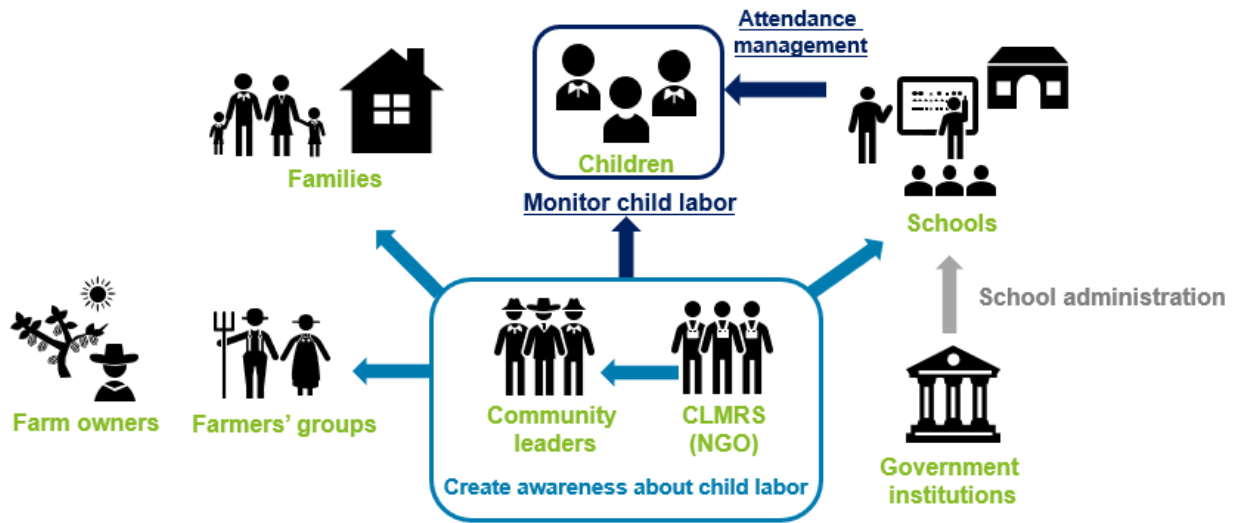 Attendance
management
Children
Families
Monitor child labor
Schools
School administration
Farm owners
Farmers' groups
Community
leaders
CLMRS
(NGO)
Create awareness about child labor
Government
institutions